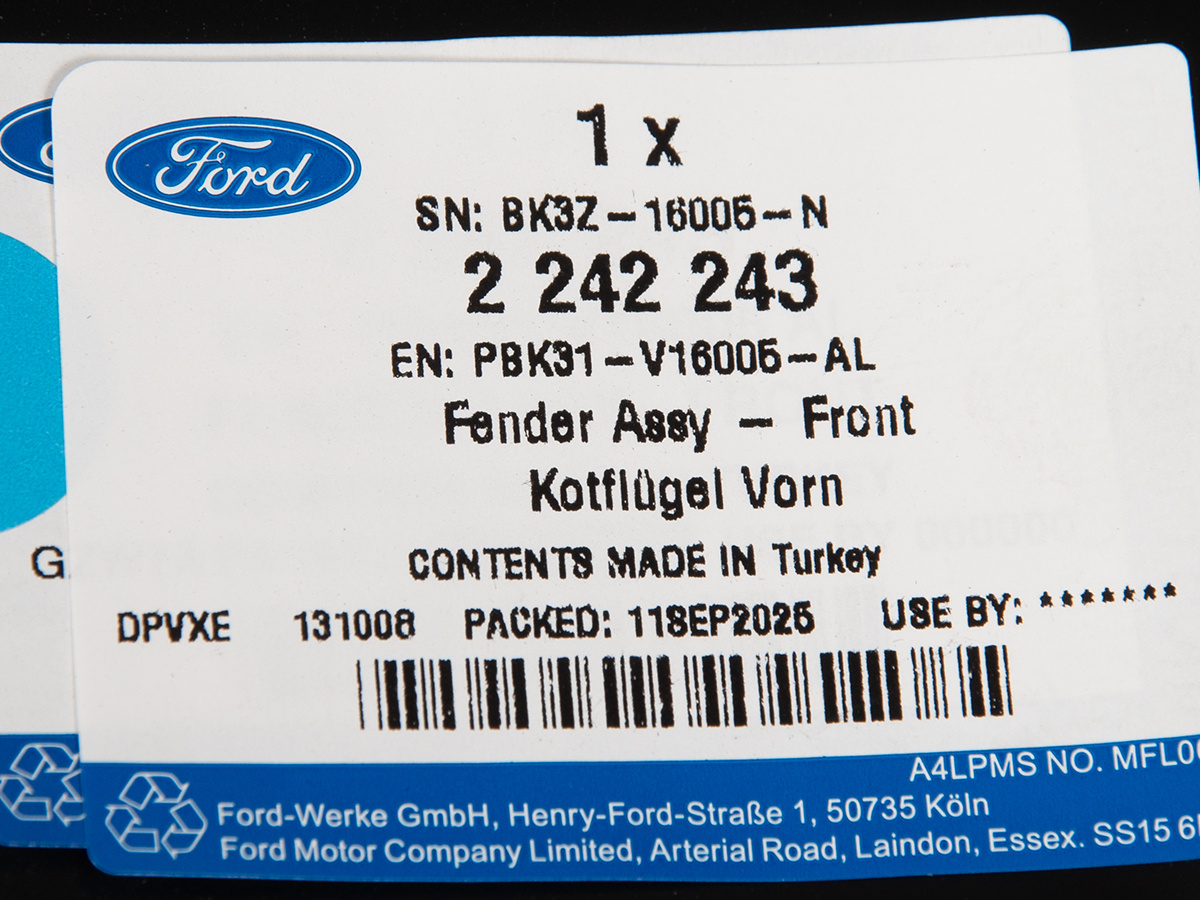 Ford
1 x
SN: BK3Z-16005-N
2 242 243
EN: PBK31-V16005-AL
Fender Assy - Front
Kotflügel Vorn
CONTENTS MADE IN Turkey
DPVXE 131008 PACKED: 11SEP2025 USE BY: *******
A4LPMS NO. MFL00
Ford-Werke GmbH, Henry-Ford-Straße 1, 50735 Köln
Ford Motor Company Limited, Arterial Road, Laindon, Essex. SS15 6